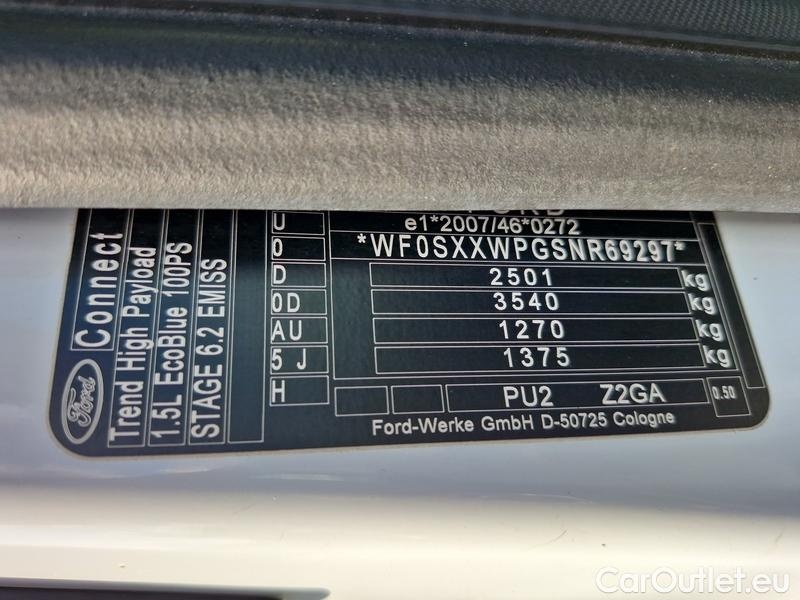 FORD
e1*2007/46*0272
*WF0SXXWPGSNR69297*
2501 kg
3540 kg
1270 kg
1375 kg
PU2 Z2GA 0.50
Ford-Werke GmbH D-50725 Cologne
U
0
D
0D
AU
5 J
H
Connect
Trend High Payload
1.5L EcoBlue 100PS
STAGE 6.2 EMISS
Ford
CarOutlet.eu